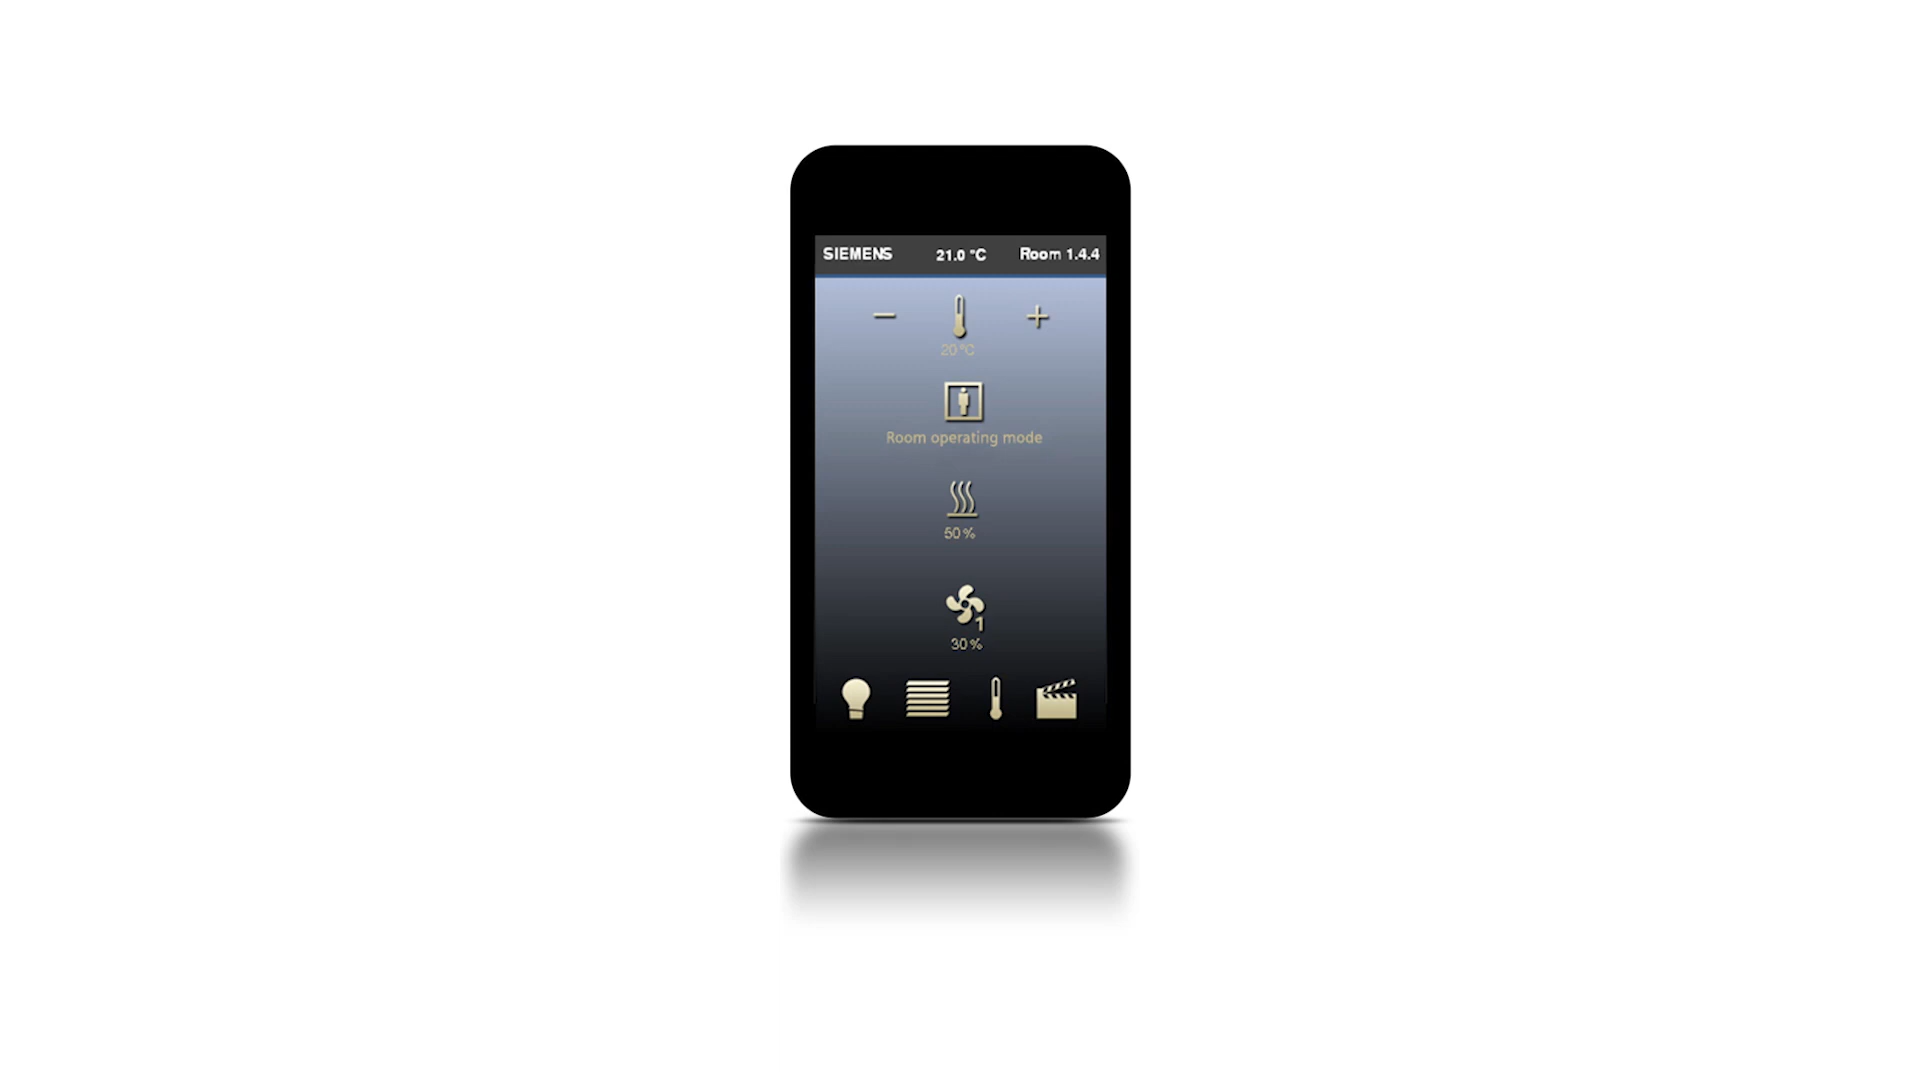 SIEMENS 21.0 °C Room 1.4.4
20 °C
Room operating mode
50 %
1
30 %